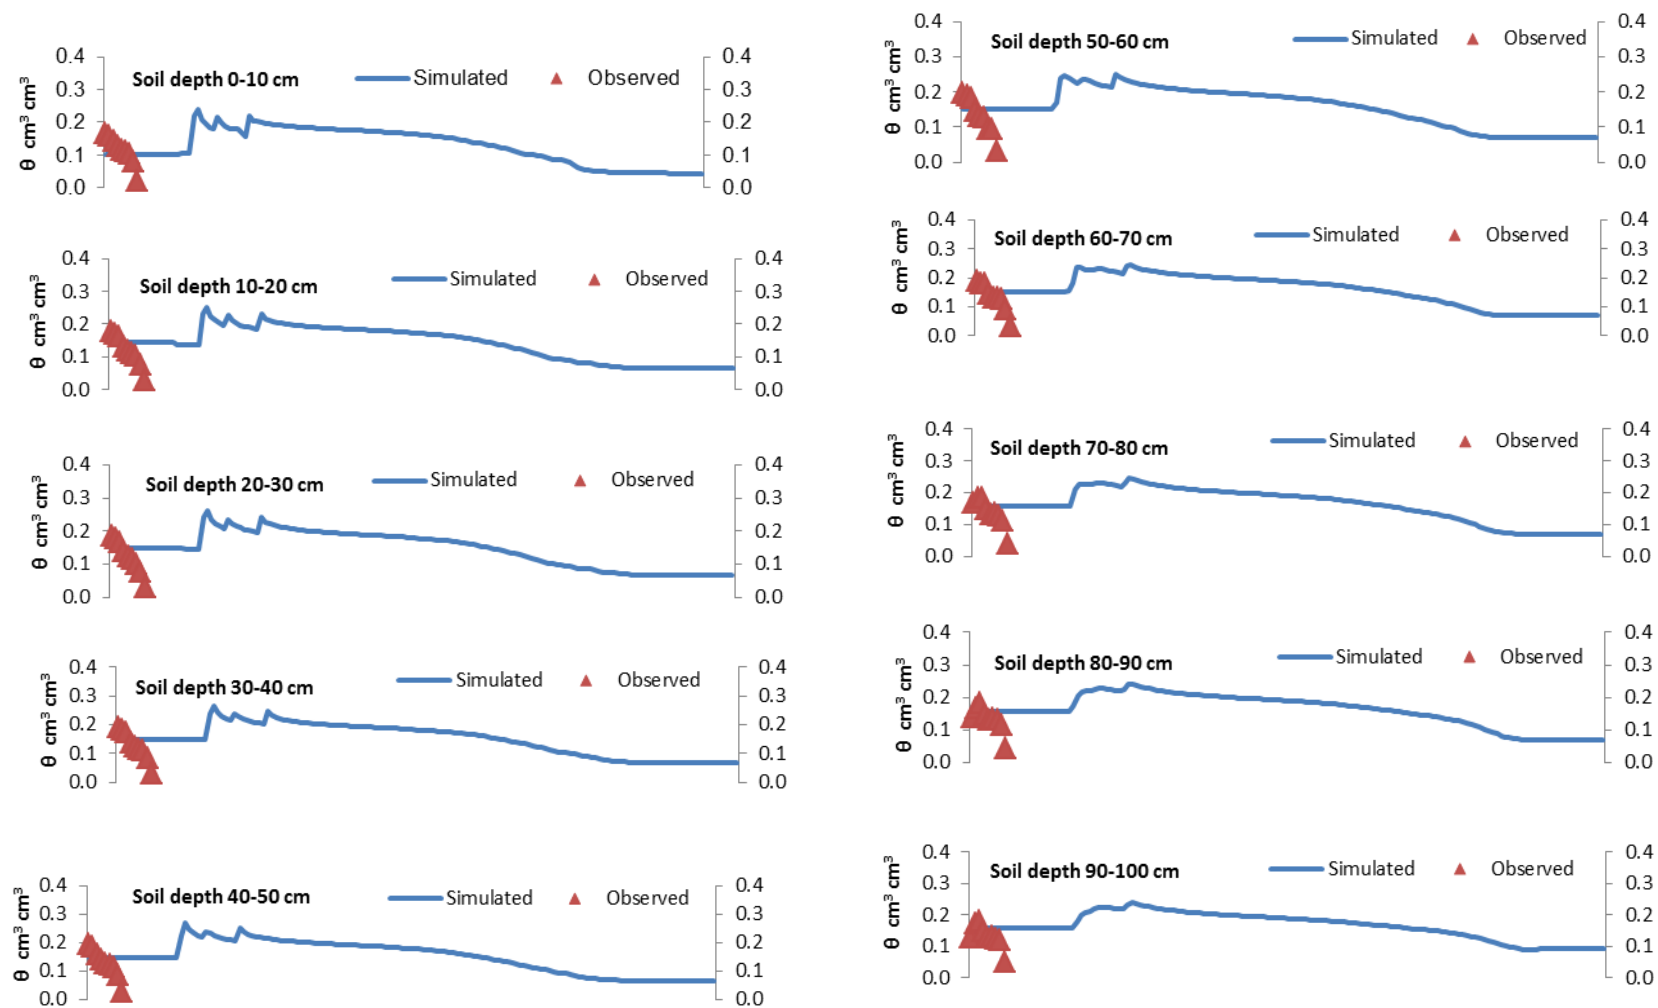 0.4 Soil depth 0-10 cm Simulated Observed 0.4
0.3 0.3
0.2 0.2
0.1 0.1
0.0 0.0
θ cm³ cm³
0.4 Soil depth 10-20 cm Simulated Observed 0.4
0.3 0.3
0.2 0.2
0.1 0.1
0.0 0.0
θ cm³ cm³
0.4 Soil depth 20-30 cm Simulated Observed 0.4
0.3 0.3
0.2 0.2
0.1 0.1
0.0 0.0
θ cm³ cm³
0.4 Soil depth 30-40 cm Simulated Observed 0.4
0.3 0.3
0.2 0.2
0.1 0.1
0.0 0.0
θ cm³ cm³
0.4 Soil depth 40-50 cm Simulated Observed 0.4
0.3 0.3
0.2 0.2
0.1 0.1
0.0 0.0
θ cm³ cm³
0.4 Soil depth 50-60 cm Simulated Observed 0.4
0.3 0.3
0.2 0.2
0.1 0.1
0.0 0.0
θ cm³ cm³
0.4 Soil depth 60-70 cm Simulated Observed 0.4
0.3 0.3
0.2 0.2
0.1 0.1
0.0 0.0
θ cm³ cm³
0.4 Soil depth 70-80 cm Simulated Observed 0.4
0.3 0.3
0.2 0.2
0.1 0.1
0.0 0.0
θ cm³ cm³
0.4 Soil depth 80-90 cm Simulated Observed 0.4
0.3 0.3
0.2 0.2
0.1 0.1
0.0 0.0
θ cm³ cm³
0.4 Soil depth 90-100 cm Simulated Observed 0.4
0.3 0.3
0.2 0.2
0.1 0.1
0.0 0.0
θ cm³ cm³